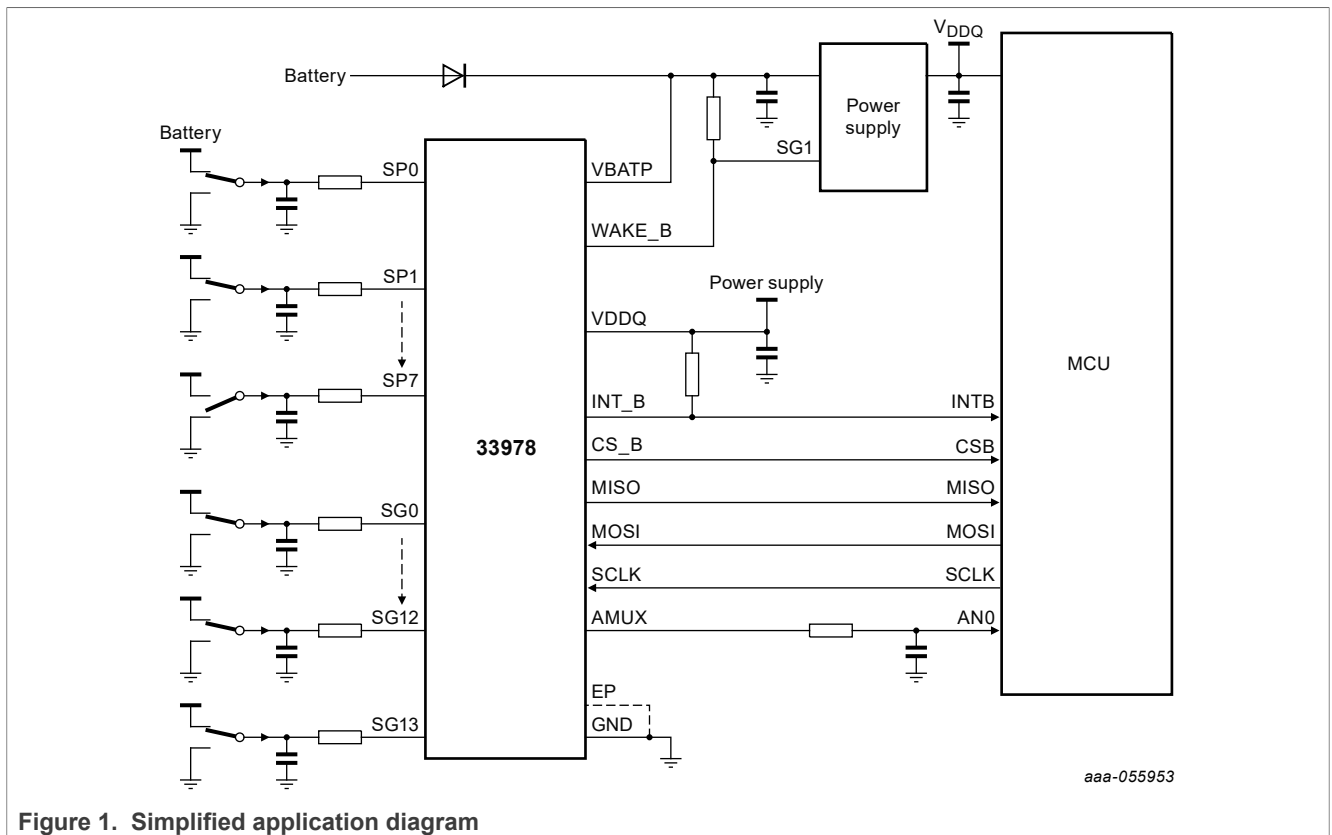 VDDQ
Battery
Power
supply
Battery
SG1
SP0
VBATP
WAKE_B
SP1
Power supply
VDDQ
MCU
SP7
INT_B
INTB
33978
CS_B
CSB
MISO
MISO
SG0
MOSI
MOSI
SCLK
SCLK
SG12
AMUX
AN0
EP
SG13
GND
aaa-055953
Figure 1. Simplified application diagram